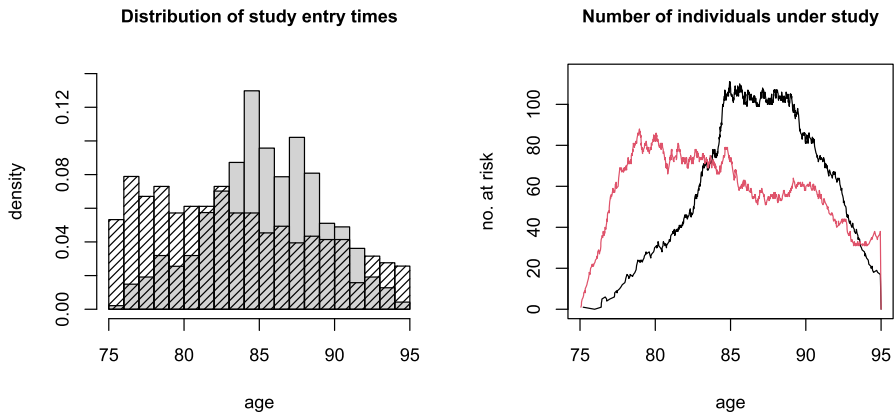 Distribution of study entry times
density
0.12
0.08
0.04
0.00
75 80 85 90 95
age
Number of individuals under study
no. at risk
100
80
60
40
20
0
75 80 85 90 95
age